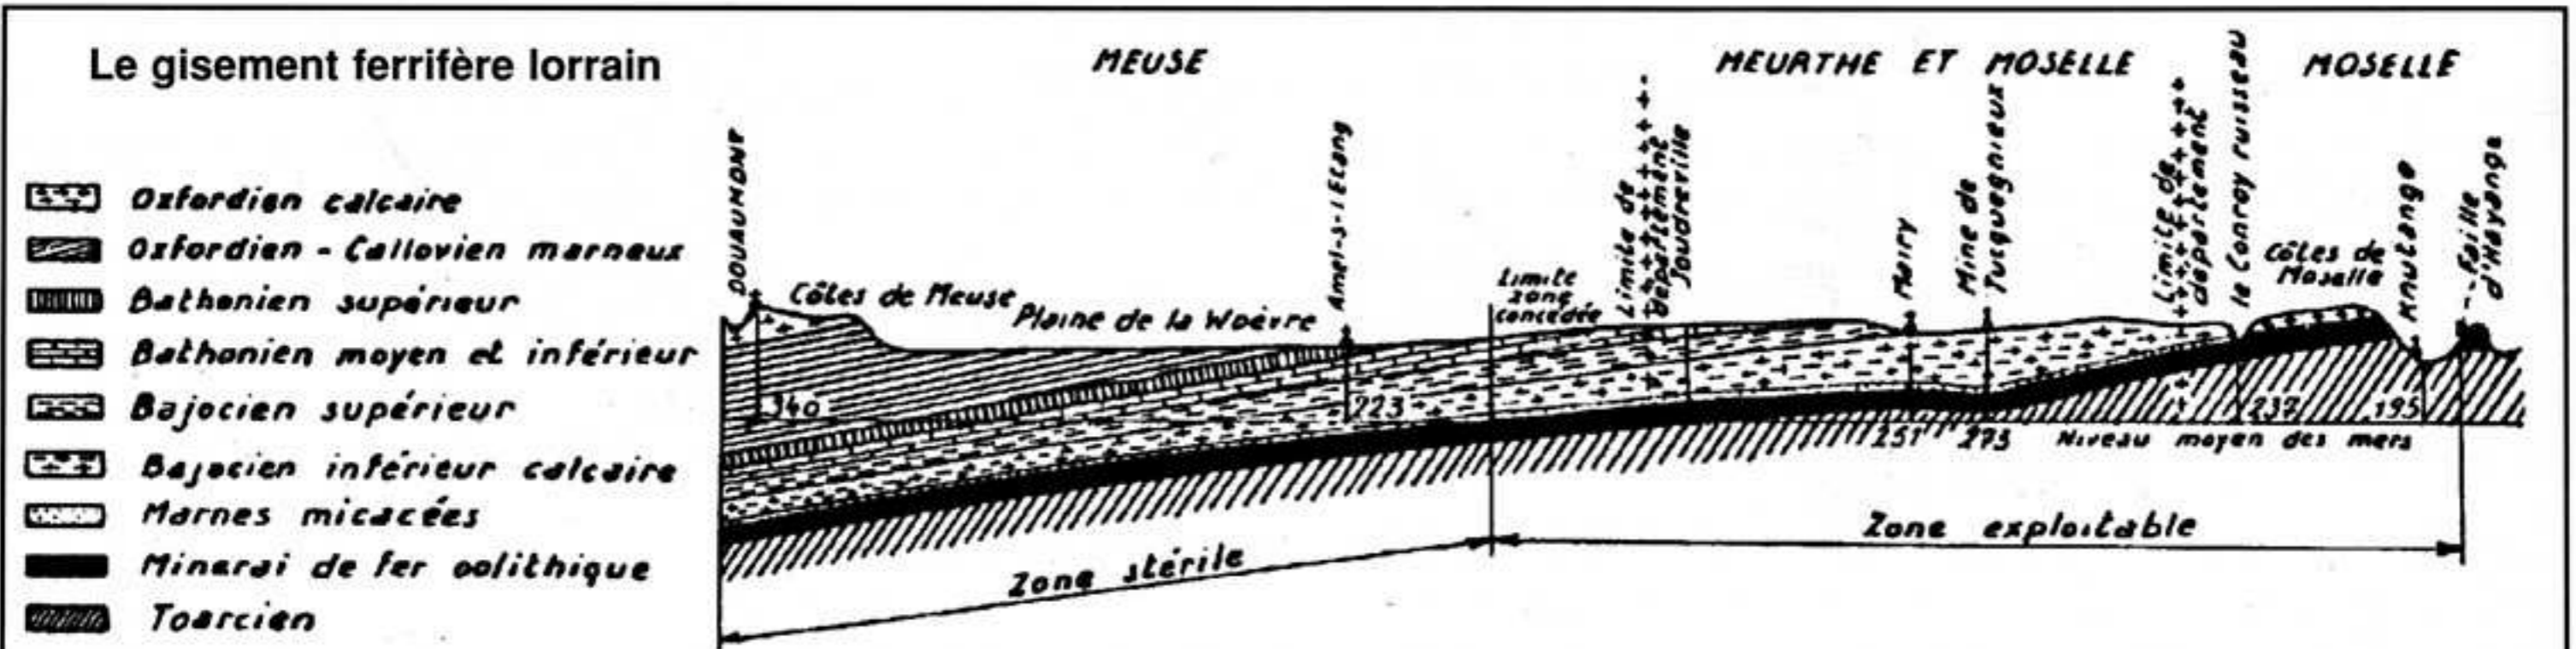 Le gisement ferrifère lorrain
MEUSE
MEURTHE ET MOSELLE
MOSELLE
Oxfordien calcaire
Oxfordien - Callovien marneux
Bathonien supérieur
Bathonien moyen et inférieur
Bajocien supérieur
Bajocien inférieur calcaire
Marnes micacées
Minerai de fer oolithique
Toarcien
DOUAUMONT
Côtes de Meuse
Plaine de la Woëvre
Amel-s-l'Etang
Limite
zone
concédée
Limite de
département
Joudreville
Mairy
Mine de
Tucquegnieux
Limite de
département
le Conroy ruisseau
Côtes de
Moselle
Knutange
Faille
d'Hayange
340
223
251
273
237
195
Niveau moyen des mers
Zone stérile
Zone exploitable